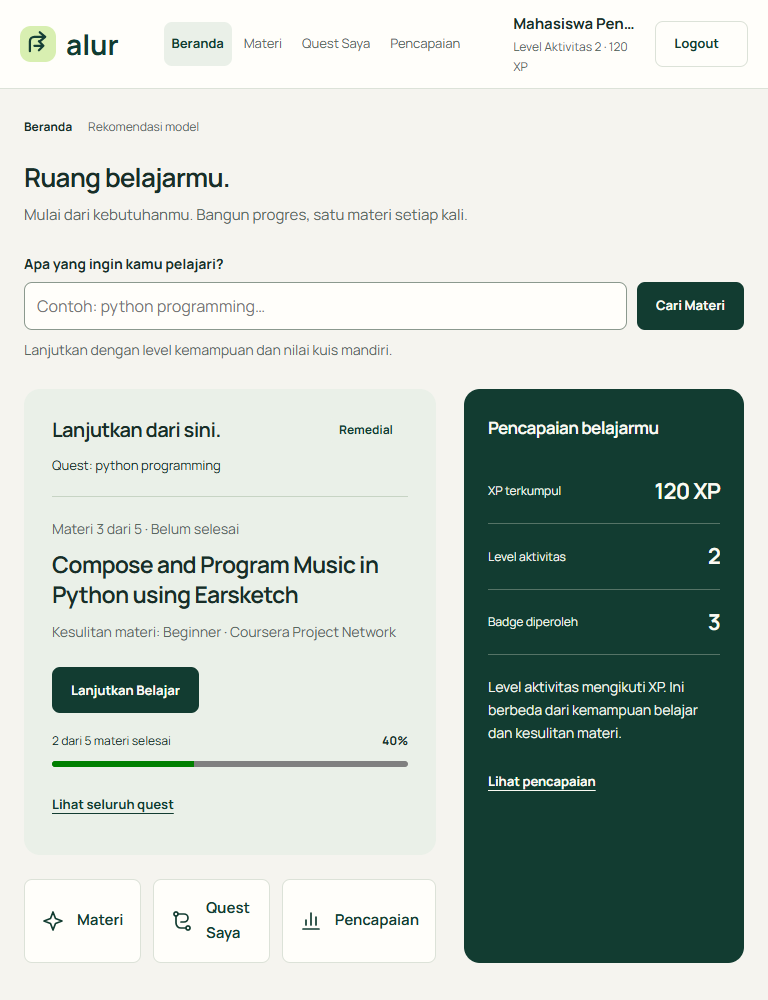 alur
Beranda
Materi
Quest Saya
Pencapaian
Mahasiswa Pen...
Level Aktivitas 2 · 120
XP
Logout
Beranda
Rekomendasi model
Ruang belajarmu.
Mulai dari kebutuhanmu. Bangun progres, satu materi setiap kali.
Apa yang ingin kamu pelajari?
Contoh: python programming...
Cari Materi
Lanjutkan dengan level kemampuan dan nilai kuis mandiri.
Lanjutkan dari sini.
Remedial
Quest: python programming
Materi 3 dari 5 · Belum selesai
Compose and Program Music in
Python using Earsketch
Kesulitan materi: Beginner · Coursera Project Network
Lanjutkan Belajar
2 dari 5 materi selesai
40%
Lihat seluruh quest
Materi
Quest
Saya
Pencapaian
Pencapaian belajarmu
XP terkumpul
120 XP
Level aktivitas
2
Badge diperoleh
3
Level aktivitas mengikuti XP. Ini
berbeda dari kemampuan belajar
dan kesulitan materi.
Lihat pencapaian